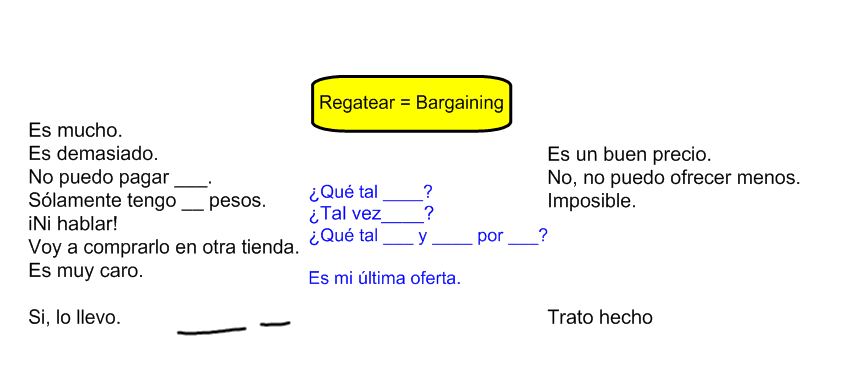 Regatear = Bargaining
Es mucho.
Es demasiado.
No puedo pagar ___.
Sólamente tengo __ pesos.
¡Ni hablar!
Voy a comprarlo en otra tienda.
Es muy caro.
Si, lo llevo.
¿Qué tal ____?
¿Tal vez____?
¿Qué tal ___ y ____ por ___?
Es mi última oferta.
Es un buen precio.
No, no puedo ofrecer menos.
Imposible.
Trato hecho